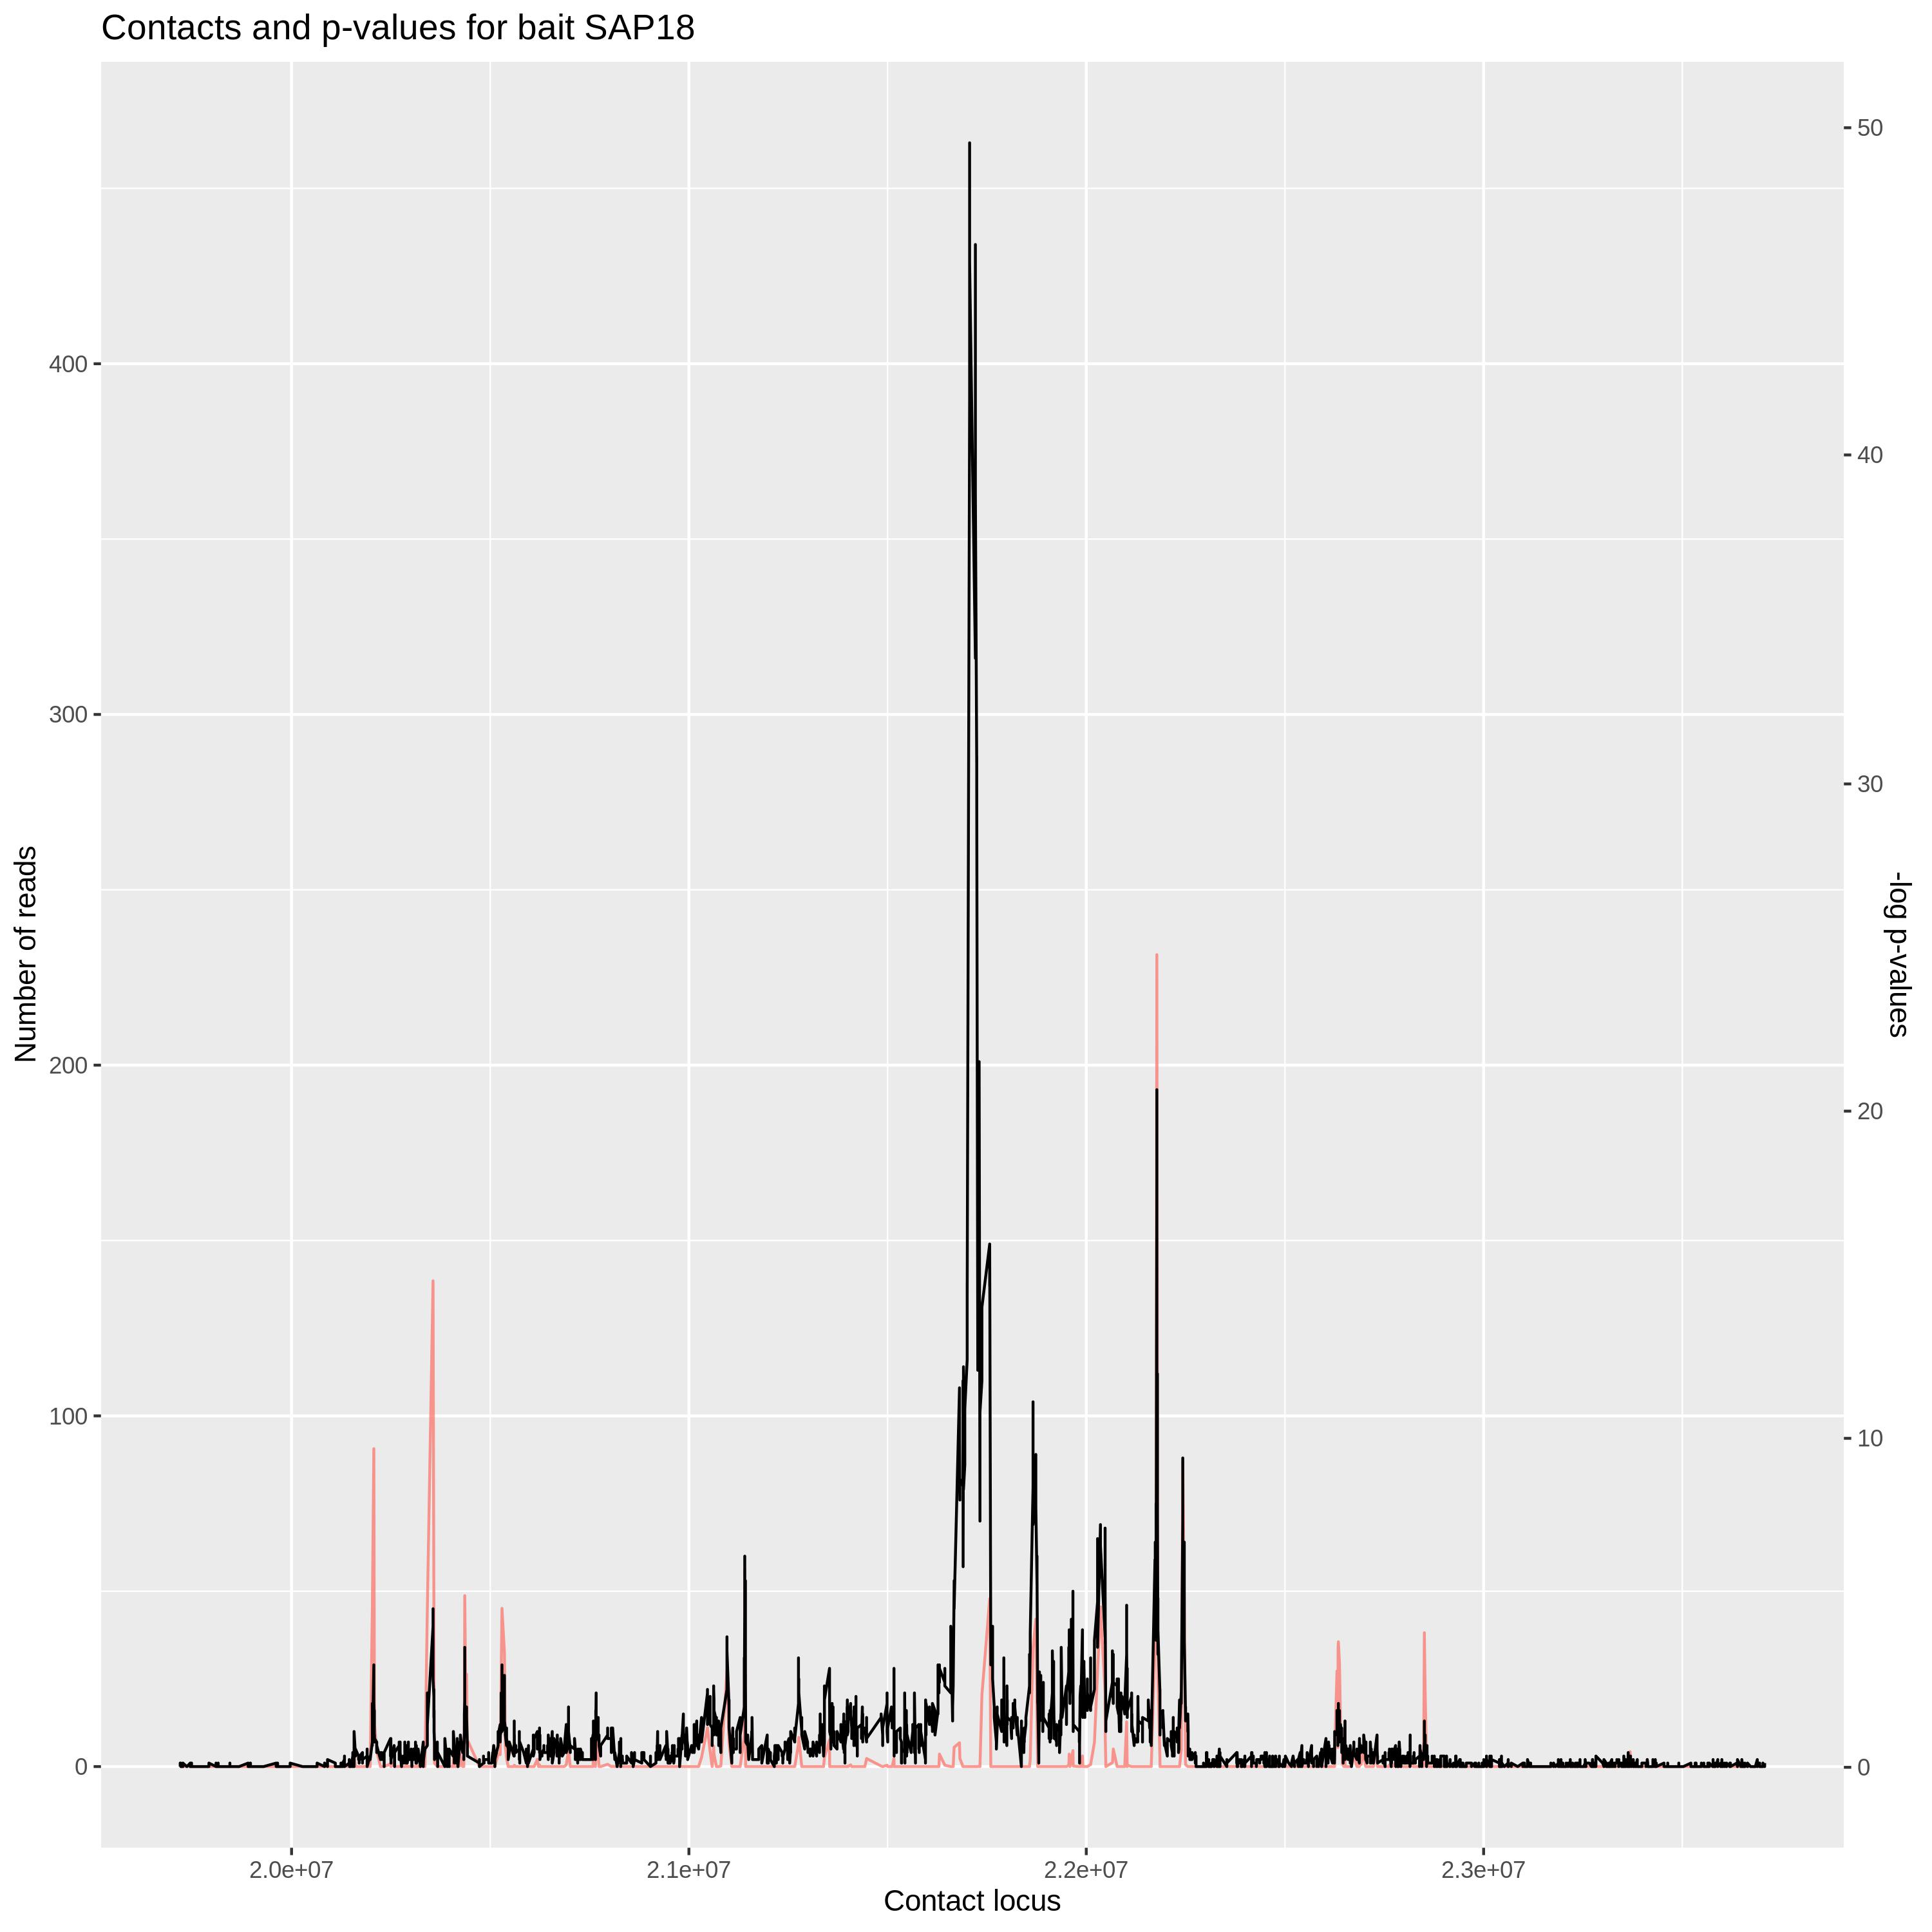 Contacts and p-values for bait SAP18
Number of reads
400
300
200
100
0
50
40
30
20
10
0
-log p-values
2.0e+07
2.1e+07
2.2e+07
2.3e+07
Contact locus